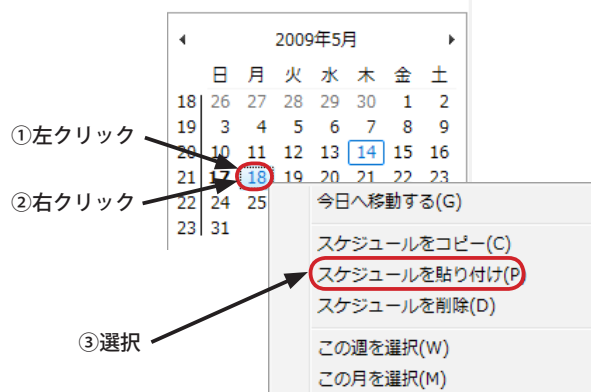 2009年5月
日 月 火 水 木 金 土
18 26 27 28 29 30 1 2
19 3 4 5 6 7 8 9
①左クリック
20 10 11 12 13 14 15 16
21 17 18 19 20 21 22 23
②右クリック
22 24 25
今日へ移動する(G)
23 31
スケジュールをコピー(C)
スケジュールを貼り付け(P)
スケジュールを削除(D)
③選択
この週を選択(W)
この月を選択(M)